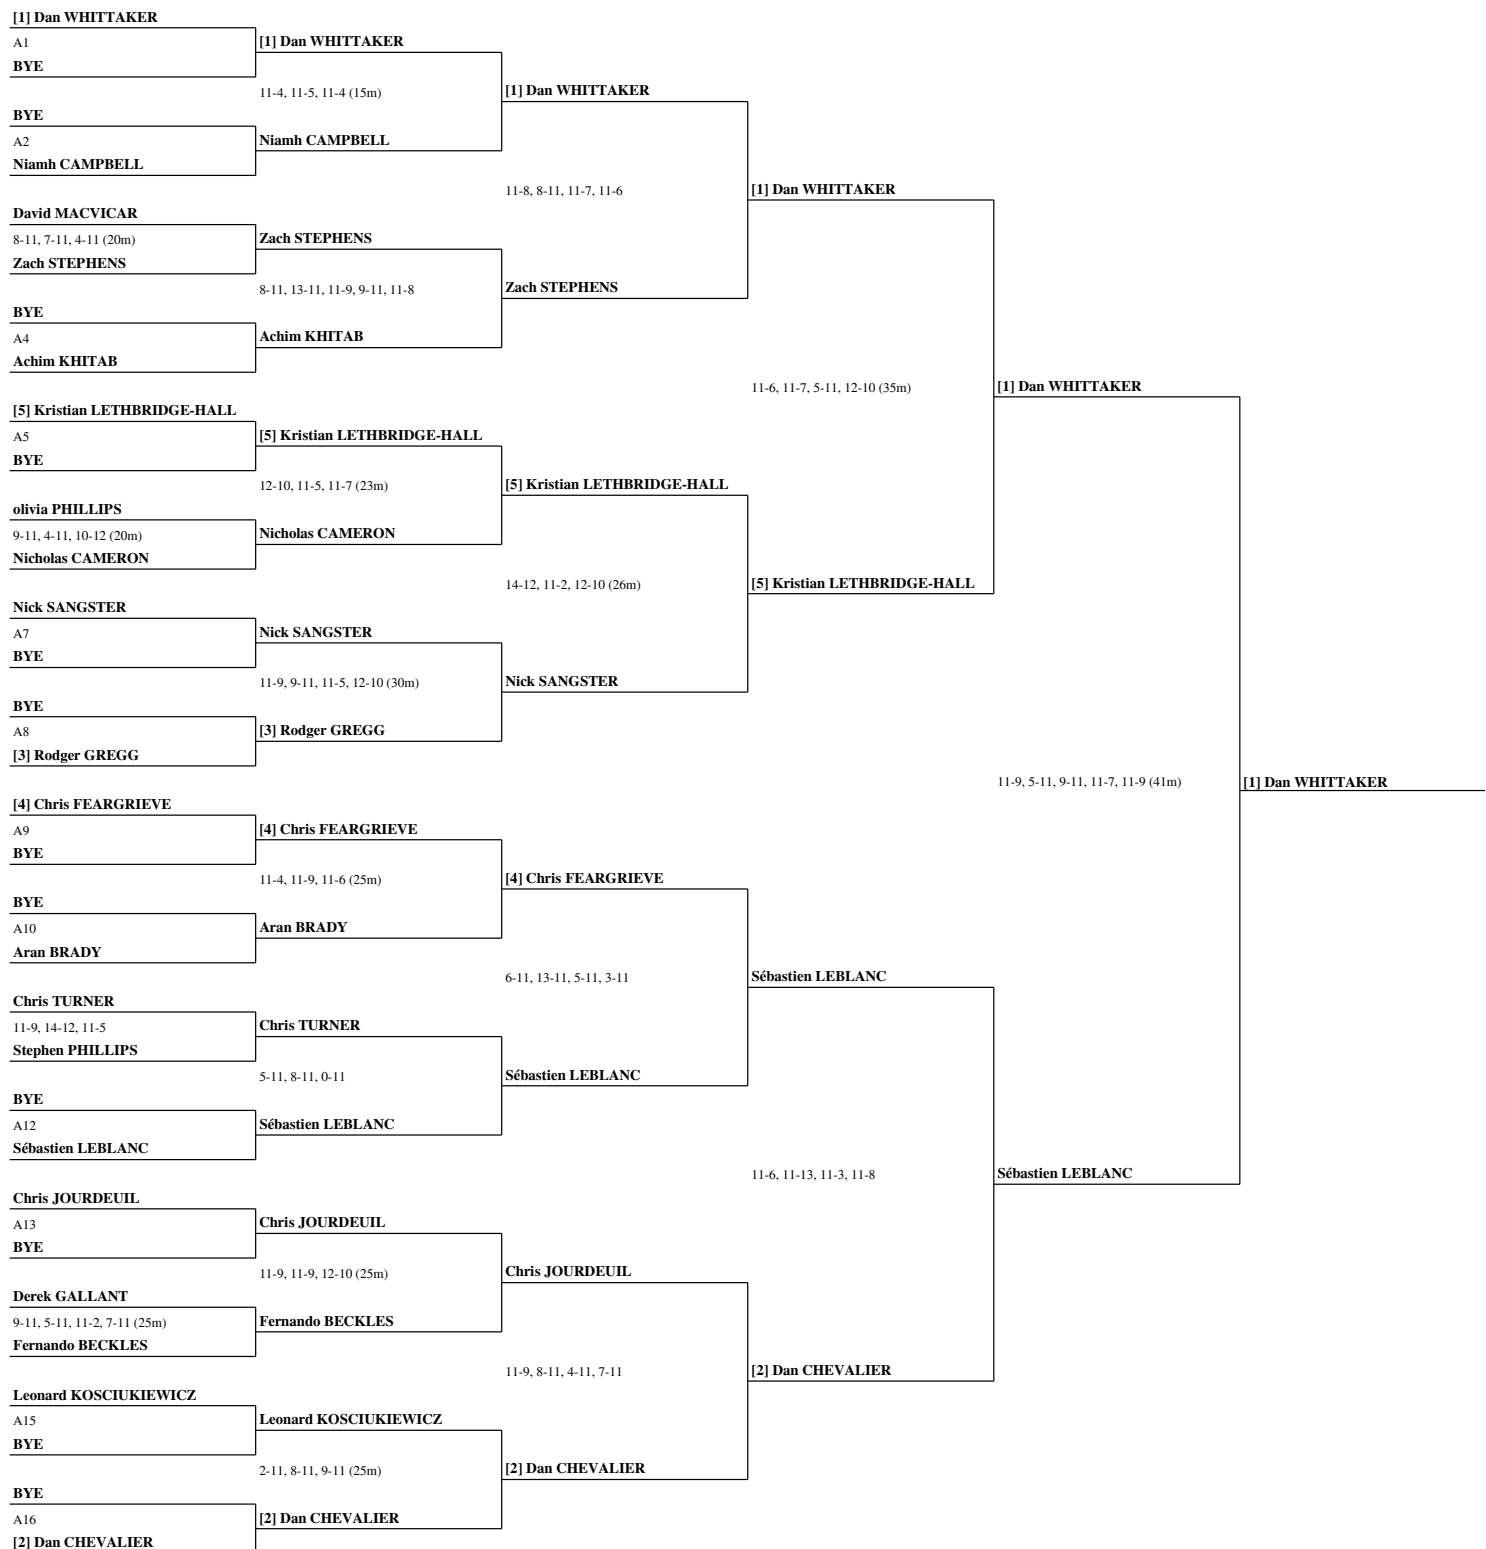 [1] Dan WHITTAKER
A1
BYE
BYE
A2
Niamh CAMPBELL
David MACVICAR
8-11, 7-11, 4-11 (20m)
Zach STEPHENS
BYE
A4
Achim KHITAB
[5] Kristian LETHBRIDGE-HALL
A5
BYE
olivia PHILLIPS
9-11, 4-11, 10-12 (20m)
Nicholas CAMERON
Nick SANGSTER
A7
BYE
BYE
A8
[3] Rodger GREGG
[4] Chris FEARGRIEVE
A9
BYE
BYE
A10
Aran BRADY
Chris TURNER
11-9, 14-12, 11-5
Stephen PHILLIPS
BYE
A12
Sébastien LEBLANC
Chris JOURDEUIL
A13
BYE
Derek GALLANT
9-11, 5-11, 11-2, 7-11 (25m)
Fernando BECKLES
Leonard KOSCIUKIEWICZ
A15
BYE
BYE
A16
[2] Dan CHEVALIER
[1] Dan WHITTAKER
11-4, 11-5, 11-4 (15m)
Niamh CAMPBELL
Zach STEPHENS
8-11, 13-11, 11-9, 9-11, 11-8
Achim KHITAB
[5] Kristian LETHBRIDGE-HALL
12-10, 11-5, 11-7 (23m)
Nicholas CAMERON
Nick SANGSTER
11-9, 9-11, 11-5, 12-10 (30m)
[3] Rodger GREGG
[4] Chris FEARGRIEVE
11-4, 11-9, 11-6 (25m)
Aran BRADY
Chris TURNER
5-11, 8-11, 0-11
Sébastien LEBLANC
Chris JOURDEUIL
11-9, 11-9, 12-10 (25m)
Fernando BECKLES
Leonard KOSCIUKIEWICZ
2-11, 8-11, 9-11 (25m)
[2] Dan CHEVALIER
[1] Dan WHITTAKER
11-8, 8-11, 11-7, 11-6
Zach STEPHENS
[5] Kristian LETHBRIDGE-HALL
14-12, 11-2, 12-10 (26m)
Nick SANGSTER
[4] Chris FEARGRIEVE
6-11, 13-11, 5-11, 3-11
Sébastien LEBLANC
Chris JOURDEUIL
11-9, 8-11, 4-11, 7-11
[2] Dan CHEVALIER
[1] Dan WHITTAKER
11-6, 11-7, 5-11, 12-10 (35m)
[5] Kristian LETHBRIDGE-HALL
Sébastien LEBLANC
11-6, 11-13, 11-3, 11-8
[2] Dan CHEVALIER
[1] Dan WHITTAKER
11-9, 5-11, 9-11, 11-7, 11-9 (41m)
Sébastien LEBLANC
[1] Dan WHITTAKER